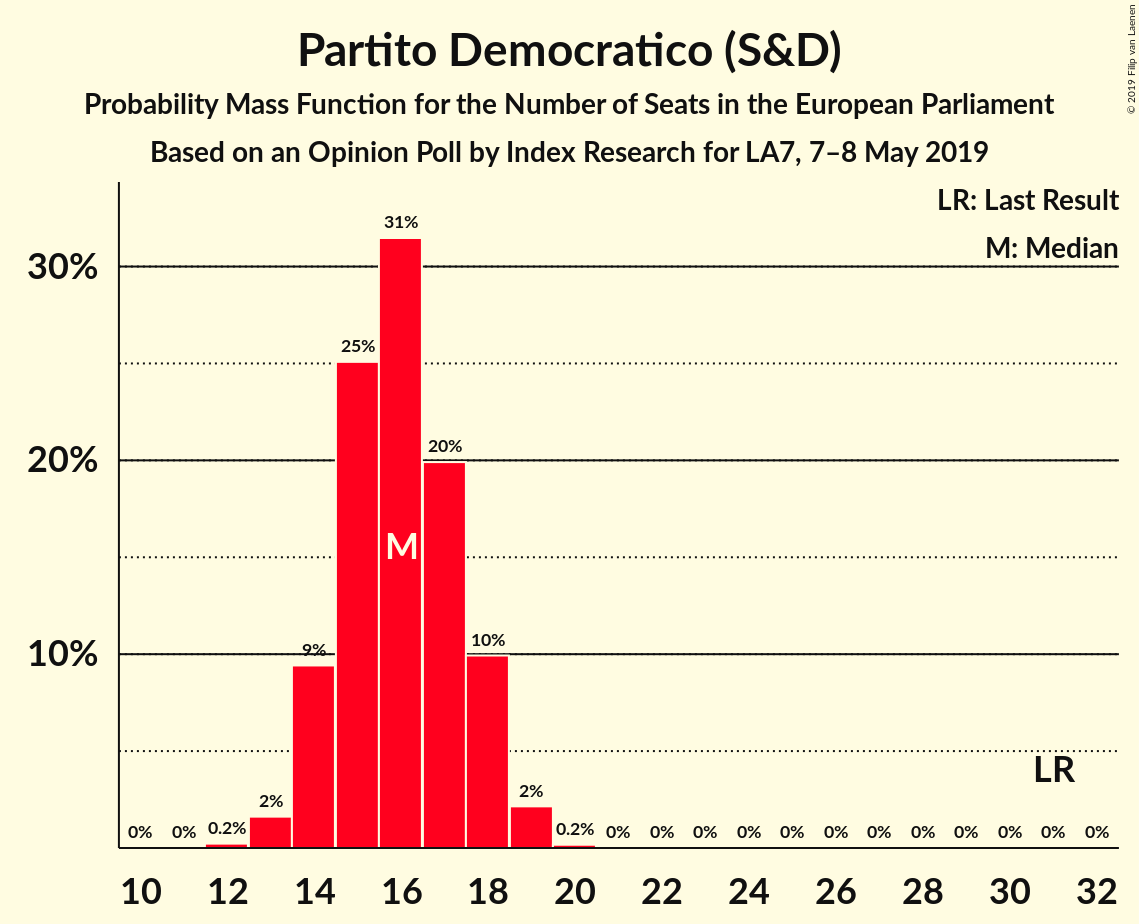 Partito Democratico (S&D)
Probability Mass Function for the Number of Seats in the European Parliament
Based on an Opinion Poll by Index Research for LA7, 7–8 May 2019
© 2019 Filip van Laenen
LR: Last Result
M: Median
30%
20%
10%
0% 0% 0.2% 2% 9% 25% 31% 20% 10% 2% 0.2% 0% 0% 0% 0% 0% 0% 0% 0% 0% 0% 0% 0%
M
LR
10 12 14 16 18 20 22 24 26 28 30 32